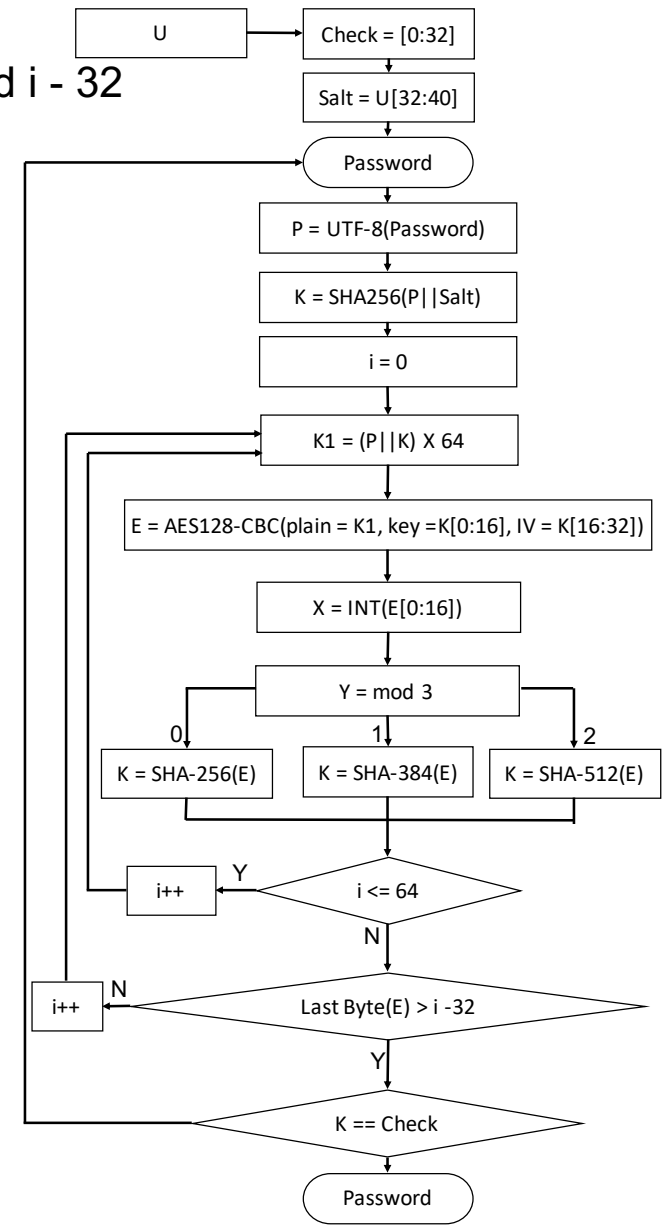 U
Check = [0:32]
d i - 32
Salt = U[32:40]
Password
P = UTF-8(Password)
K = SHA256(P||Salt)
i = 0
K1 = (P||K) X 64
E = AES128-CBC(plain = K1, key =K[0:16], IV = K[16:32])
X = INT(E[0:16])
Y = mod 3
0
1
2
K = SHA-256(E)
K = SHA-384(E)
K = SHA-512(E)
i++
Y
i <= 64
N
i++
N
Last Byte(E) > i -32
Y
K == Check
Password